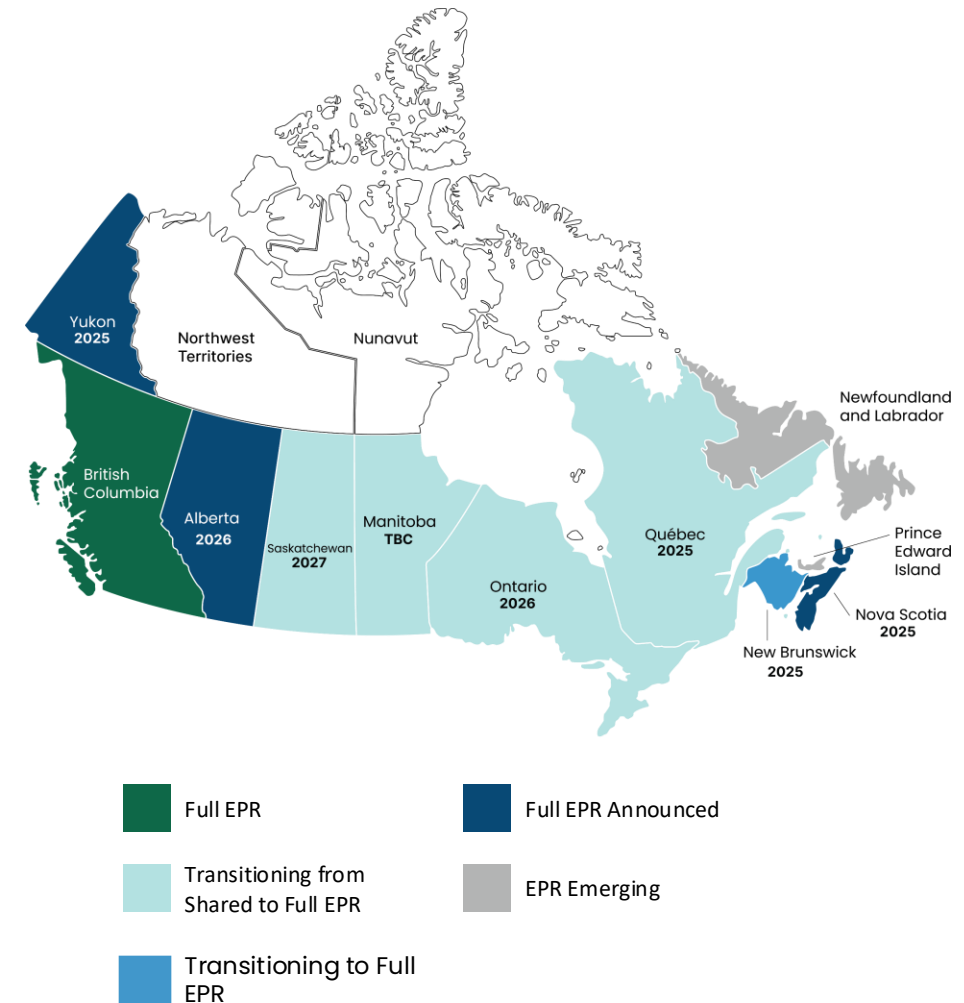 Yukon
2025
Northwest
Territories
Nunavut
Newfoundland
and Labrador
British
Columbia
Alberta
2026
Saskatchewan
2027
Manitoba
TBC
Ontario
2026
Québec
2025
Prince
Edward
Island
Nova Scotia
2025
New Brunswick
2025
Full EPR
Full EPR Announced
Transitioning from
Shared to Full EPR
EPR Emerging
Transitioning to Full
EPR